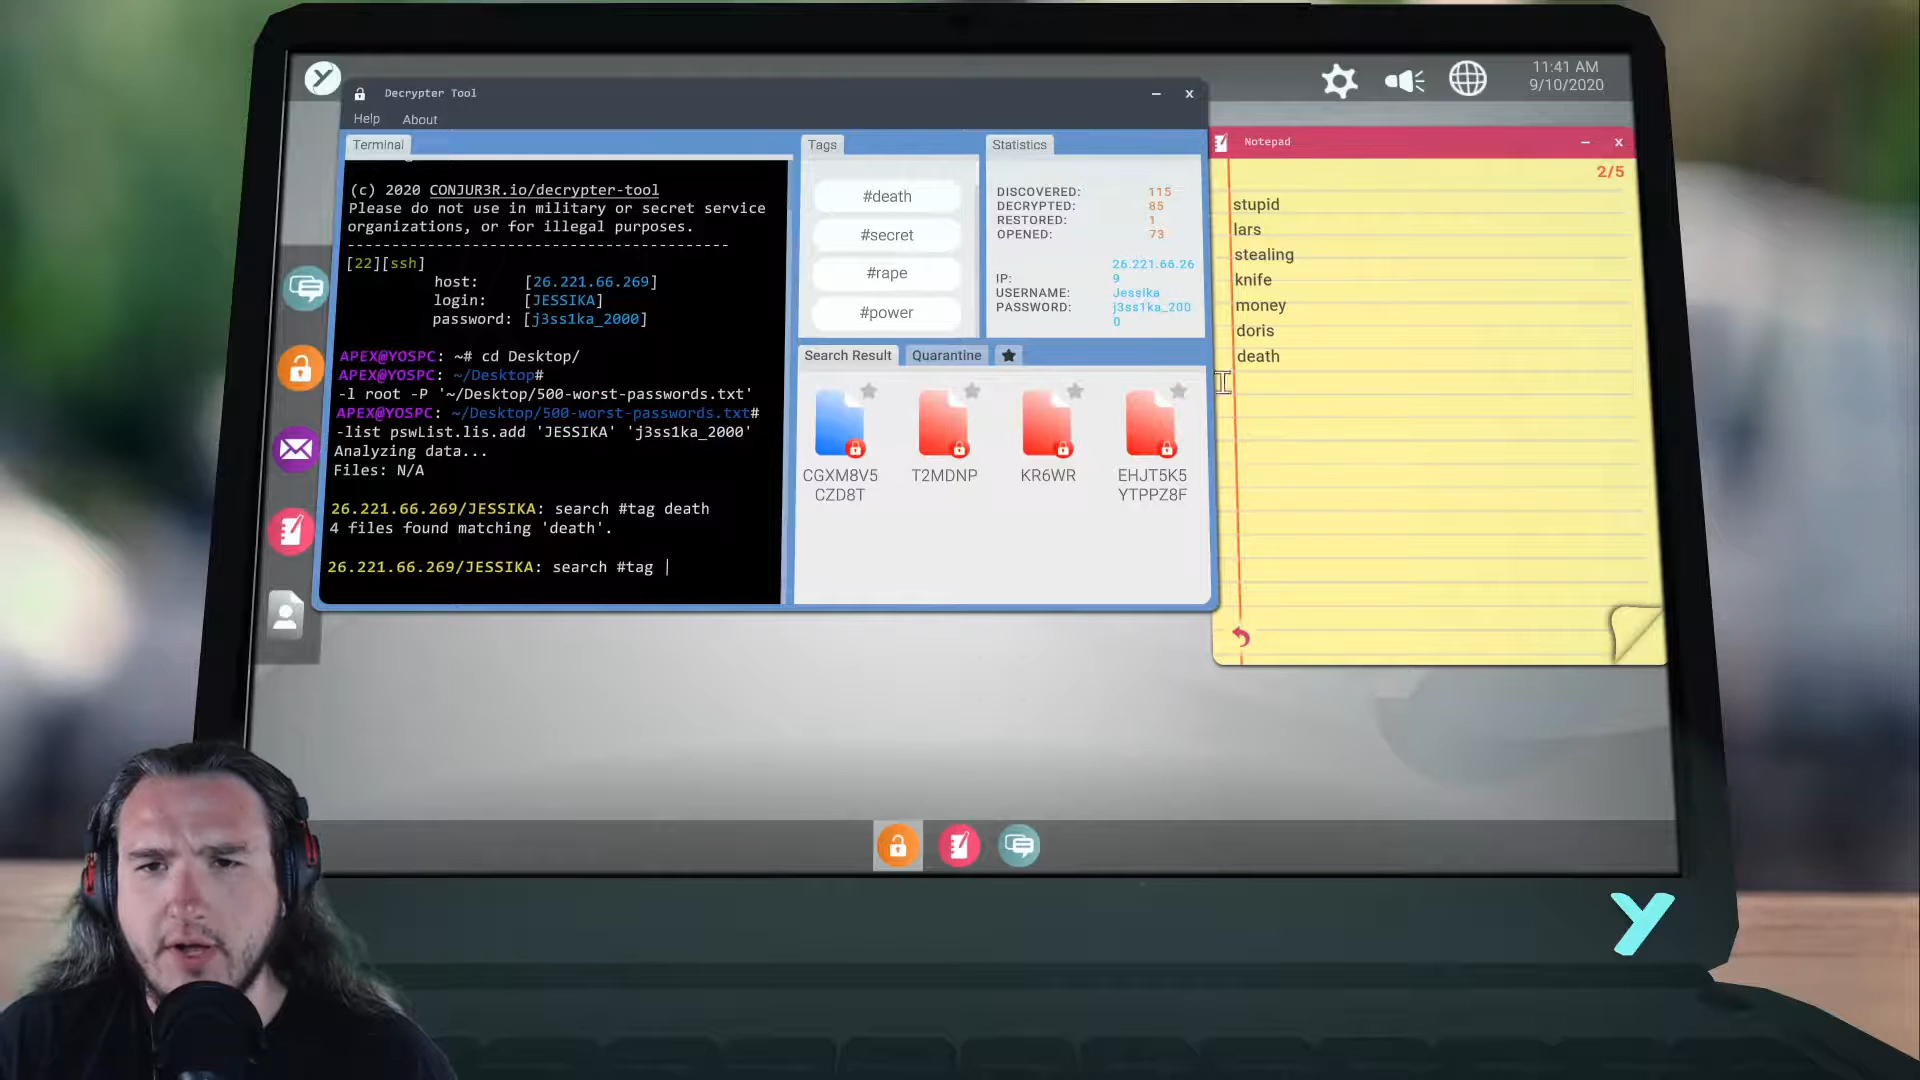 11:41 AM
9/10/2020
Decrypter Tool
Help About
Terminal
(c) 2020 CONJUR3R.io/decrypter-tool
Please do not use in military or secret service
organizations, or for illegal purposes.
-----------------------------------------
[22][ssh]
host: [26.221.66.269]
login: [JESSIKA]
password: [j3ss1ka_2000]
APEX@YOSPC: ~# cd Desktop/
APEX@YOSPC: ~/Desktop#
-l root -P '~/Desktop/500-worst-passwords.txt'
APEX@YOSPC: ~/Desktop/500-worst-passwords.txt#
-list pswList.lis.add 'JESSIKA' 'j3ss1ka_2000'
Analyzing data...
Files: N/A
26.221.66.269/JESSIKA: search #tag death
4 files found matching 'death'.
26.221.66.269/JESSIKA: search #tag |
Tags
#death
#secret
#rape
#power
Statistics
DISCOVERED: 115
DECRYPTED: 85
RESTORED: 1
OPENED: 73
IP: 26.221.66.26
9
USERNAME: Jessika
PASSWORD: j3ss1ka_200
0
Search Result Quarantine
CGXM8V5
CZD8T
T2MDNP
KR6WR
EHJT5K5
YTPPZ8F
Notepad
2/5
stupid
lars
stealing
knife
money
doris
death